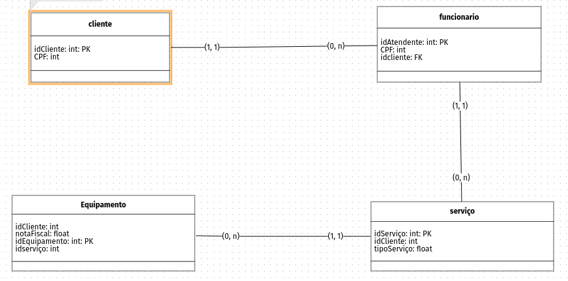 cliente
idCliente: int: PK
CPF: int
(1, 1)
(0, n)
funcionario
idAtendente: int: PK
CPF: int
idcliente: FK
(1, 1)
(0, n)
Equipamento
idCliente: int
notaFiscal: float
idEquipamento: int: PK
idserviço: int
(0, n)
(1, 1)
serviço
idServiço: int: PK
idCliente: int
tipoServiço: float